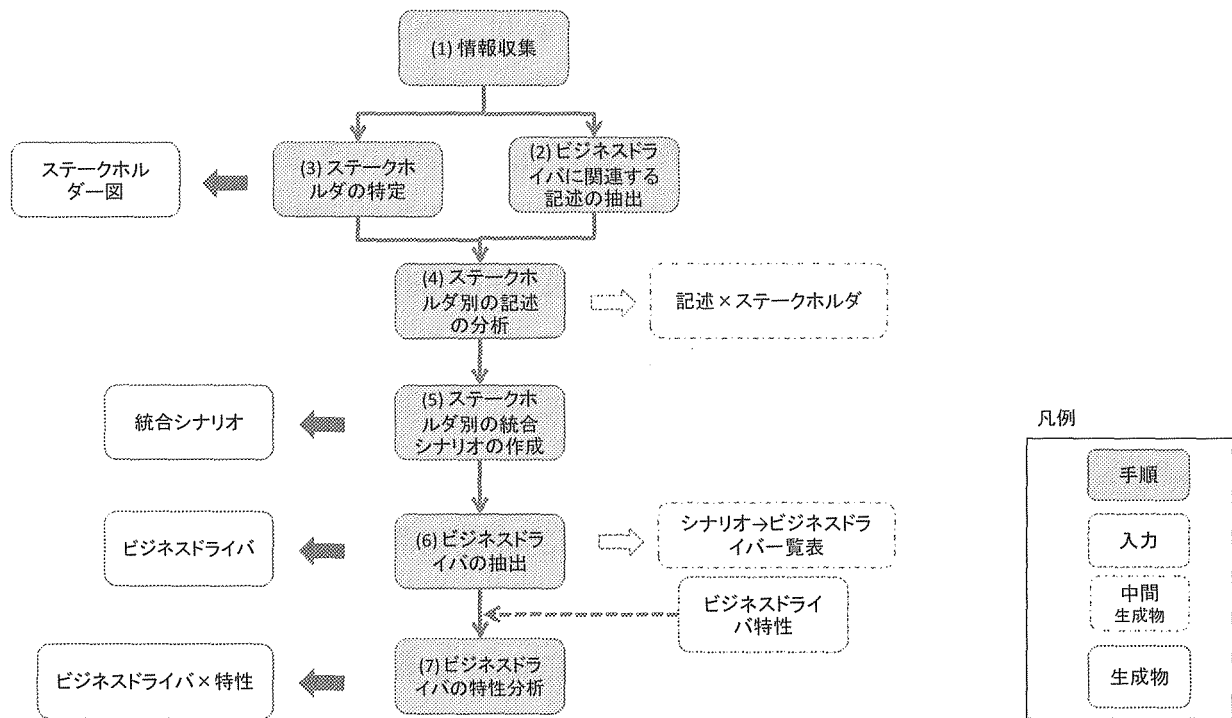 (1) 情報収集
ステークホル
ダー図
(3) ステークホ
ルダの特定
(2) ビジネスドラ
イバに関連する
記述の抽出
(4) ステークホ
ルダ別の記述
の分析
記述×ステークホルダ
統合シナリオ
(5) ステークホ
ルダ別の統合
シナリオの作成
ビジネスドライバ
(6) ビジネスドラ
イバの抽出
シナリオ→ビジネスドラ
イバ一覧表
ビジネスドライ
バ特性
ビジネスドライバ×特性
(7) ビジネスドラ
イバの特性分析
凡例
手順
入力
中間
生成物
生成物